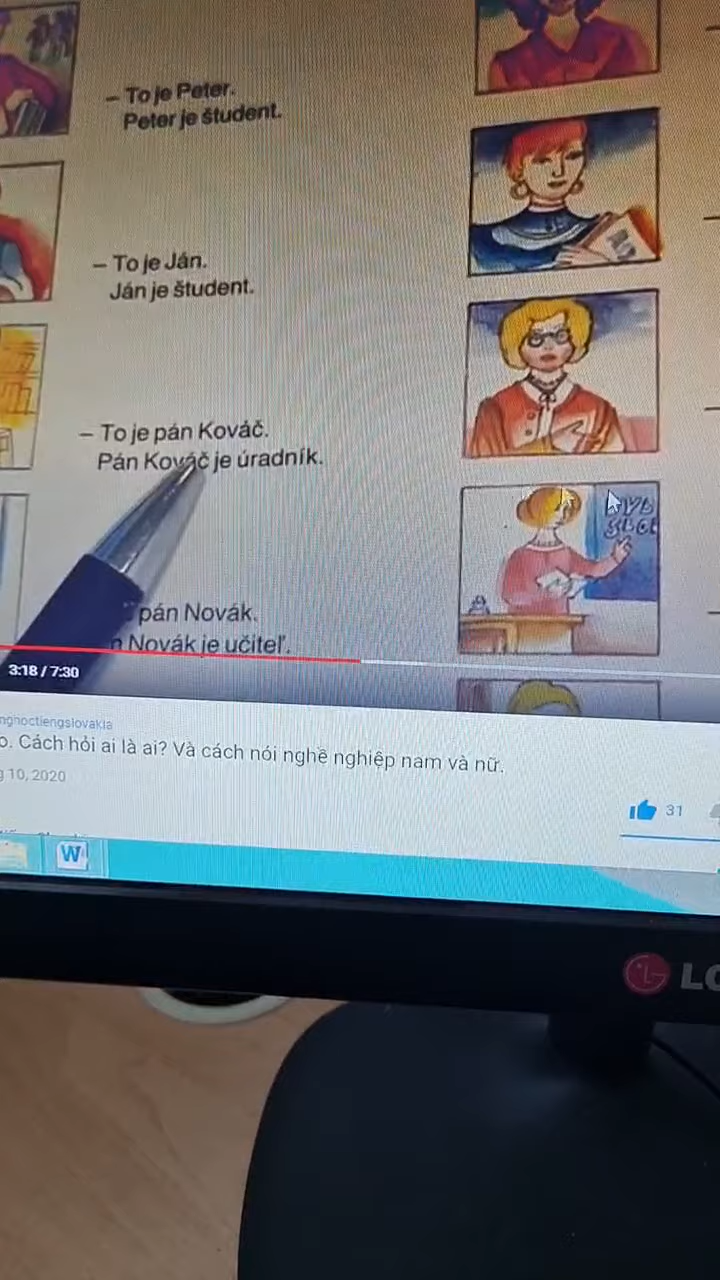 – To je Peter.
Peter je študent.
– To je Ján.
Ján je študent.
– To je pán Kováč.
Pán Kováč je úradník.
pán Novák.
Novák je učiteľ.
3:18 / 7:30
nghoctiengslovakia
o. Cách hỏi ai là ai? Và cách nói nghề nghiệp nam và nữ.
g 10, 2020
31
W
LG